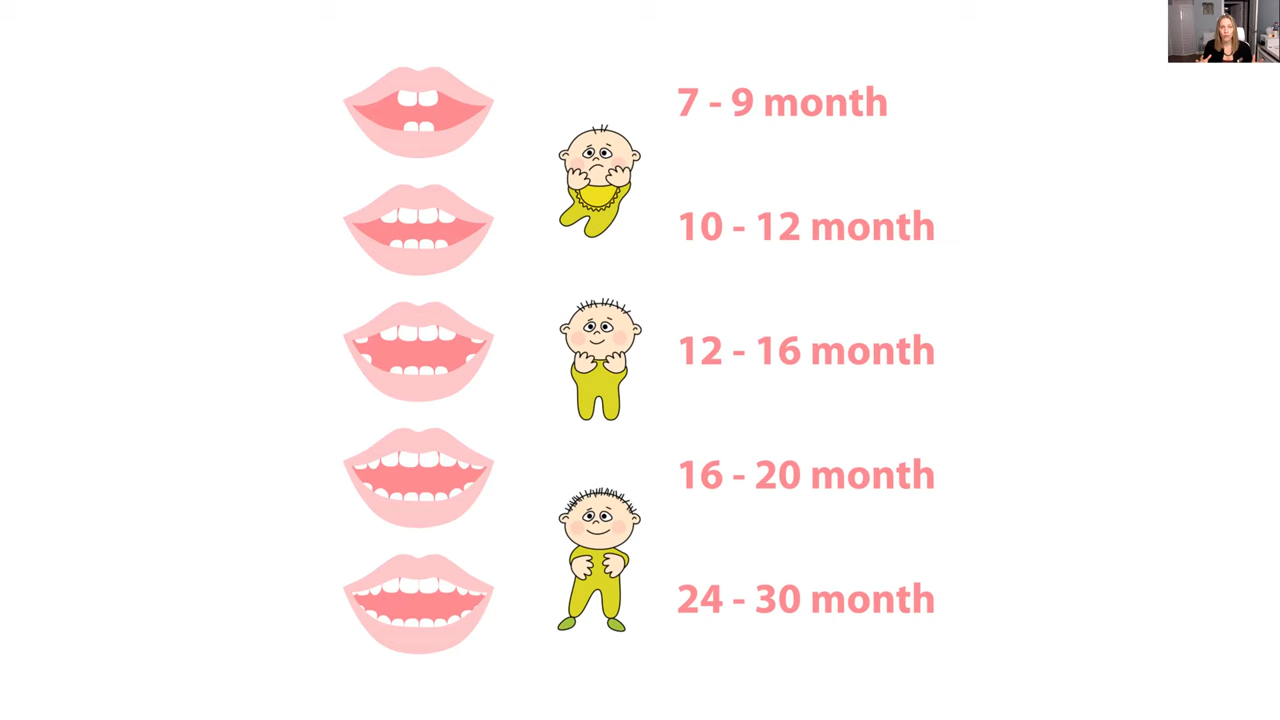 7 - 9 month
10 - 12 month
12 - 16 month
16 - 20 month
24 - 30 month